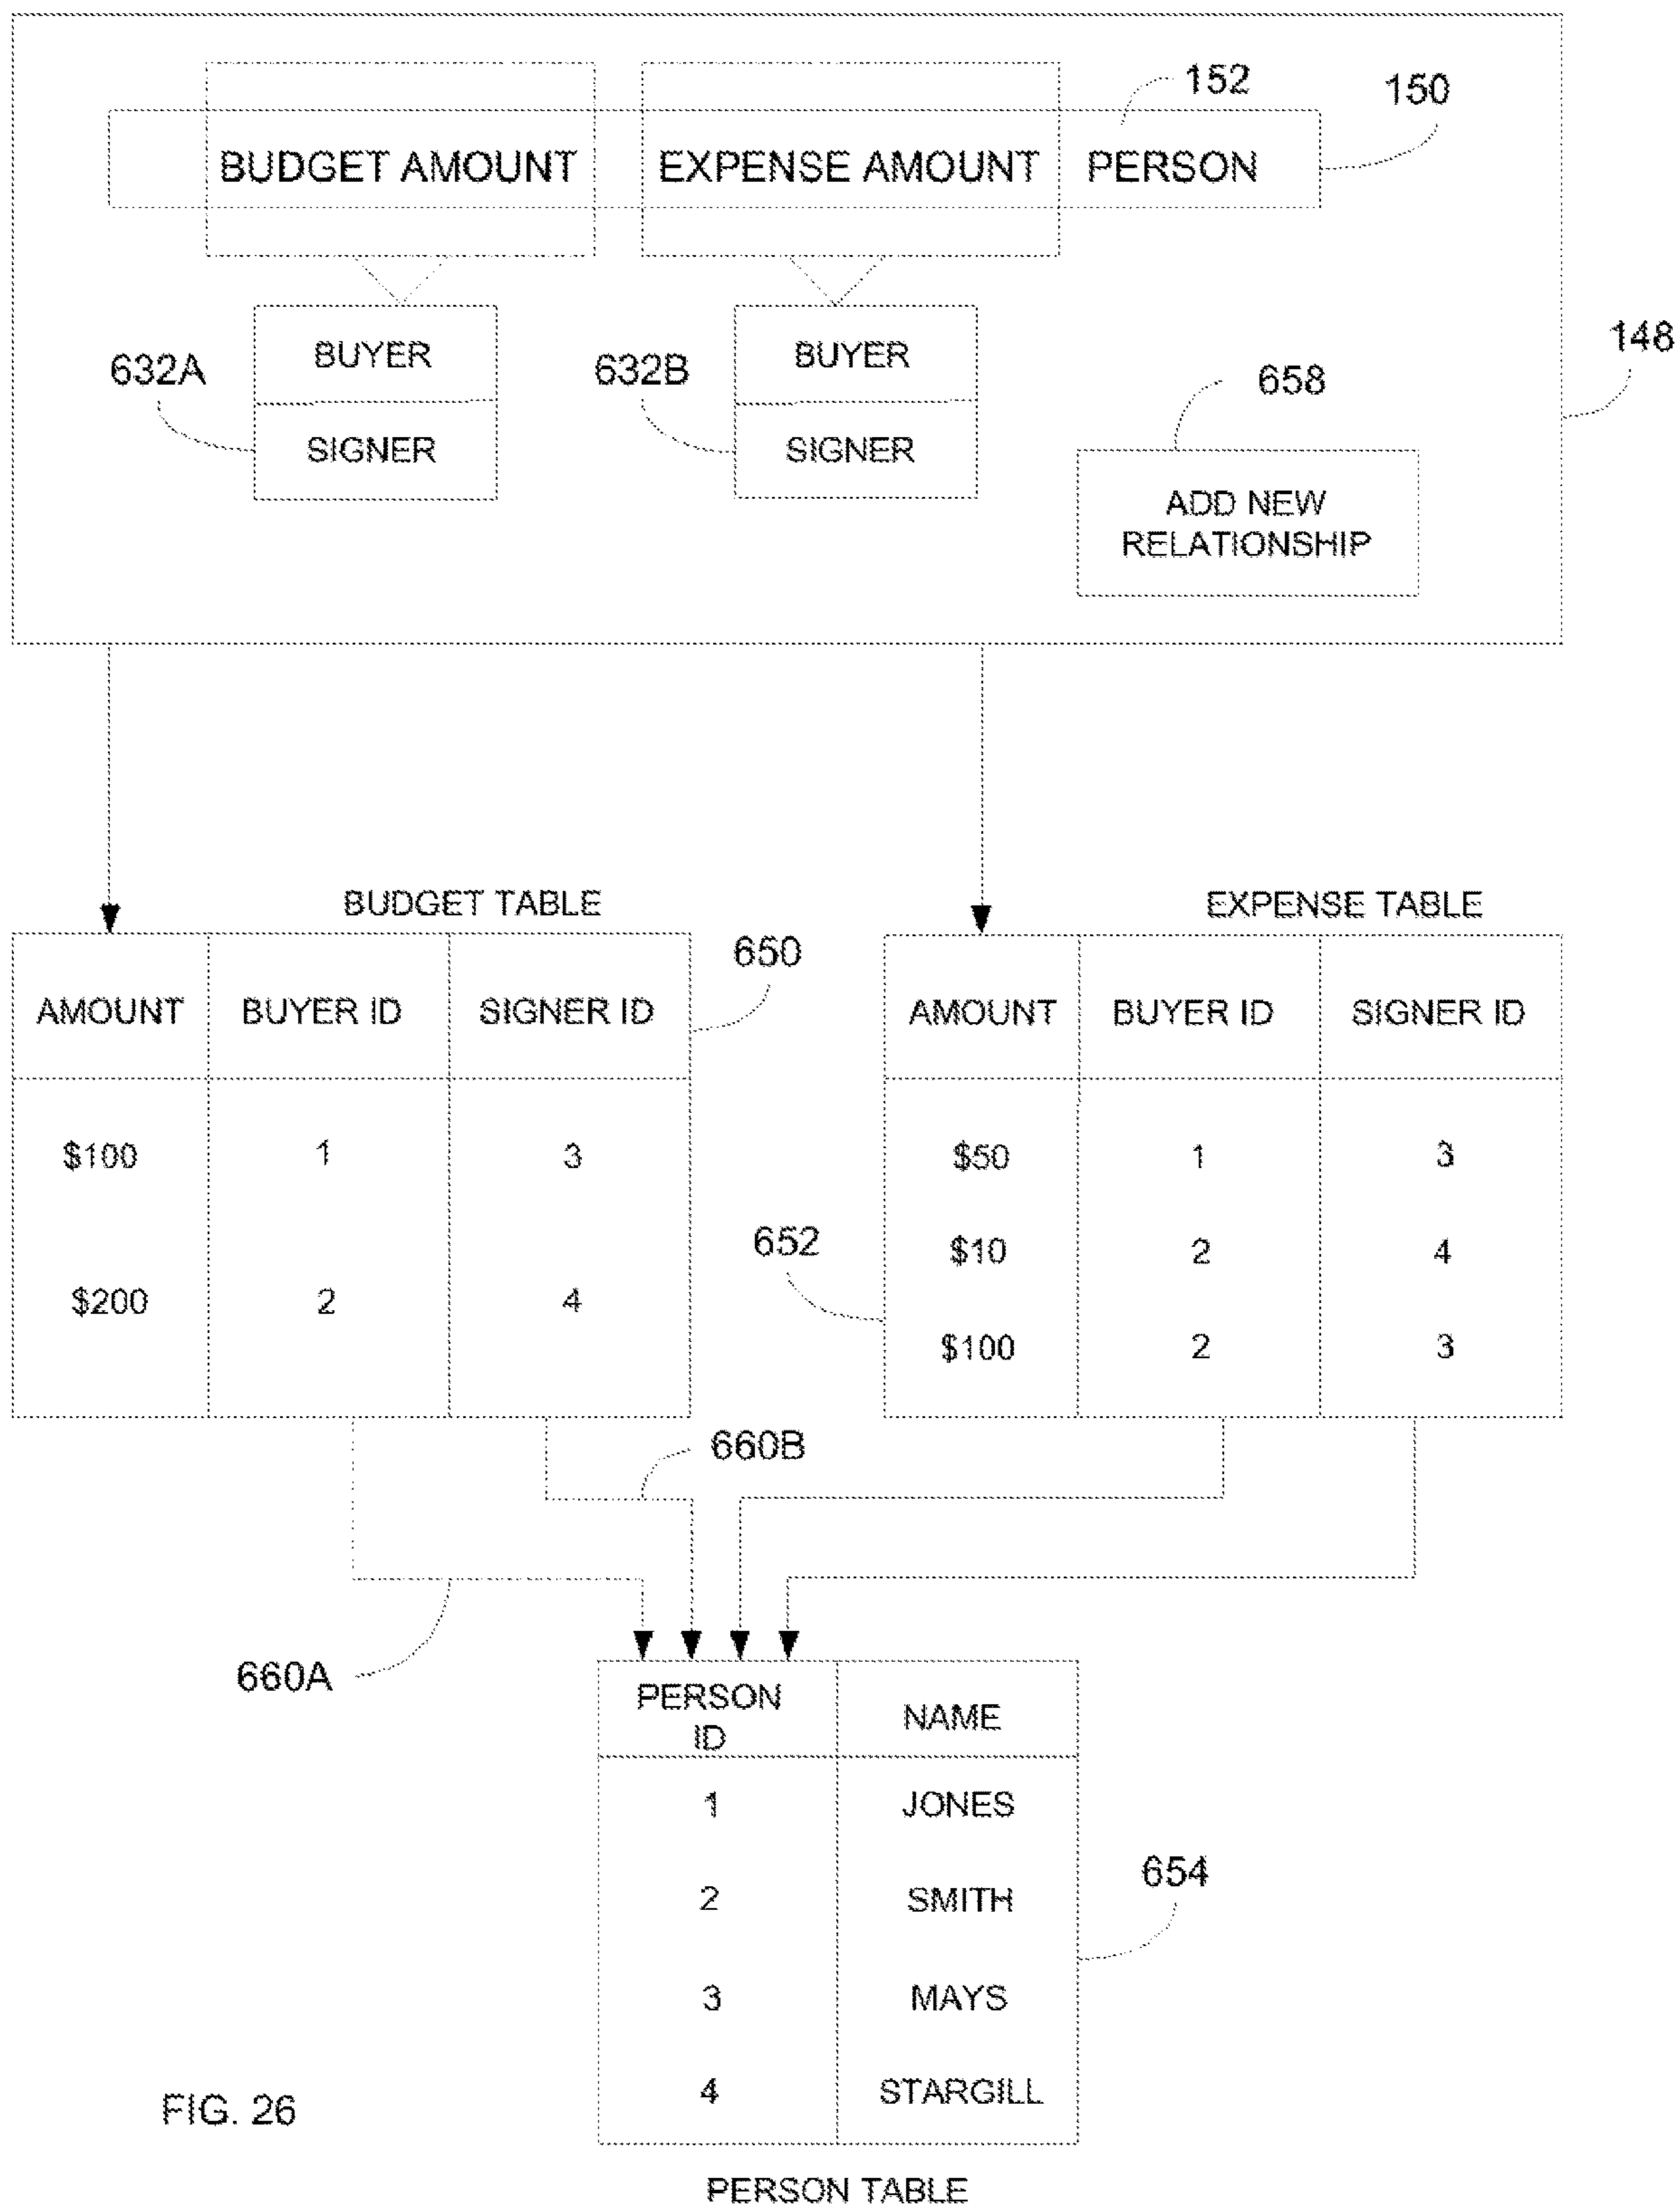 152
150
BUDGET AMOUNT EXPENSE AMOUNT PERSON
148
632A
BUYER
SIGNER
632B
BUYER
SIGNER
658
ADD NEW
RELATIONSHIP
BUDGET TABLE
650
AMOUNT BUYER ID SIGNER ID
$100 1 3
$200 2 4
EXPENSE TABLE
652
AMOUNT BUYER ID SIGNER ID
$50 1 3
$10 2 4
$100 2 3
660B
660A
PERSON
ID
NAME
1 JONES
2 SMITH
3 MAYS
4 STARGILL
654
PERSON TABLE
FIG. 26